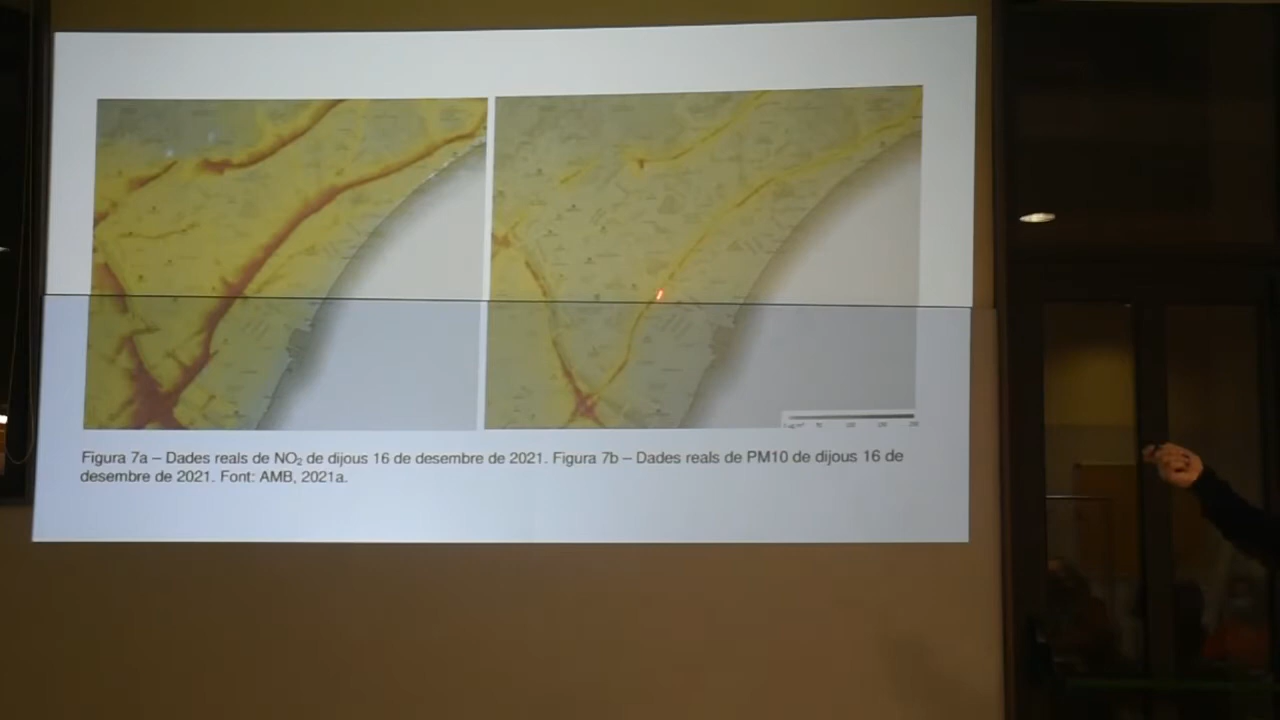 Figura 7a – Dades reals de NO₂ de dijous 16 de desembre de 2021. Figura 7b – Dades reals de PM10 de dijous 16 de
desembre de 2021. Font: AMB, 2021a.